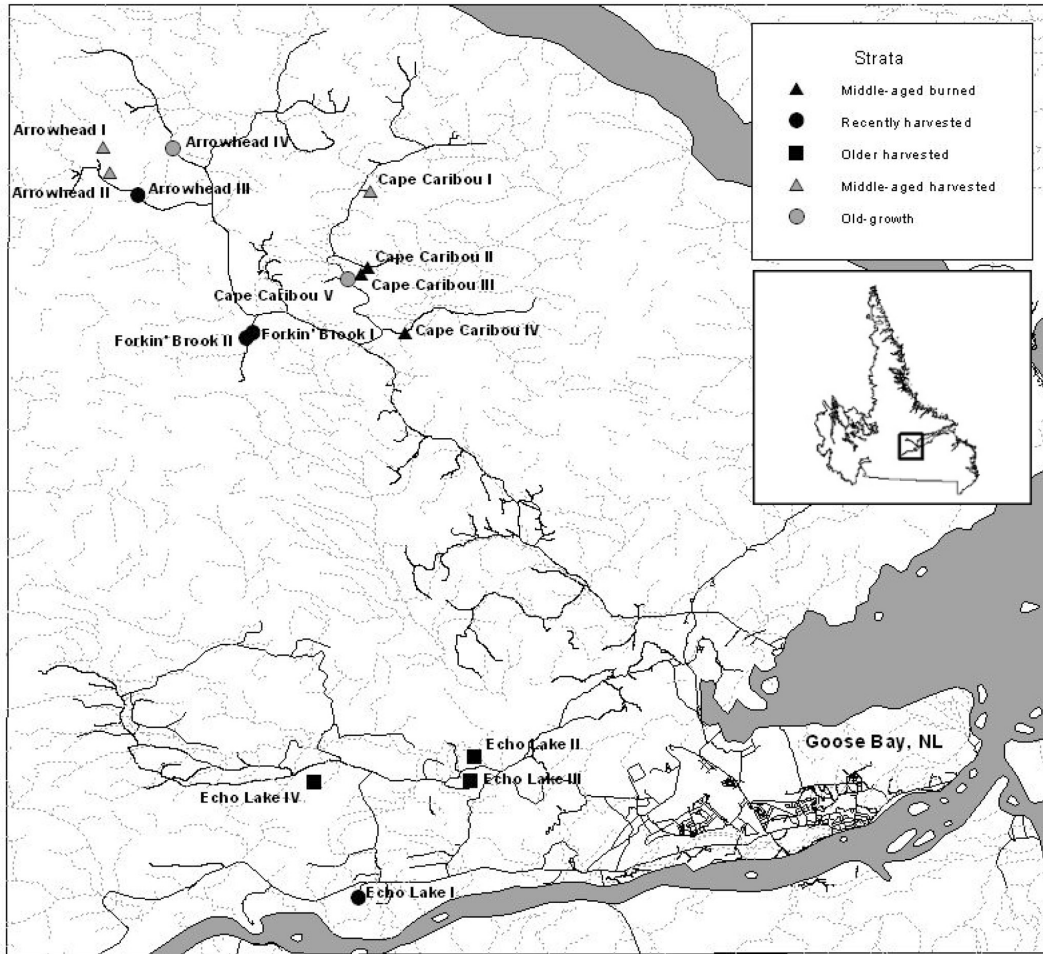 Strata
Middle-aged burned
Recently harvested
Older harvested
Middle-aged harvested
Old-growth
Arrowhead I
Arrowhead IV
Arrowhead II
Arrowhead III
Cape Caribou I
Cape Caribou II
Cape Caribou III
Cape Caribou V
Cape Caribou IV
Forkin' Brook I
Forkin' Brook II
Echo Lake II
Goose Bay, NL
Echo Lake III
Echo Lake IV
Echo Lake I